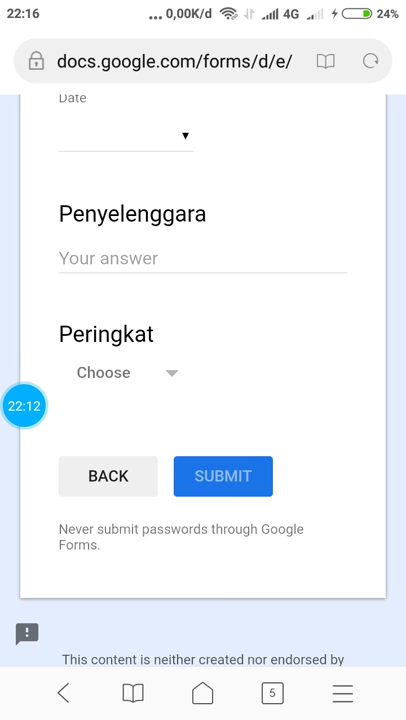 22:16
... 0,00K/d 4G 24%
docs.google.com/forms/d/e/
Date
Penyelenggara
Your answer
Peringkat
Choose
22:12
BACK
SUBMIT
Never submit passwords through Google
Forms.
This content is neither created nor endorsed by
5